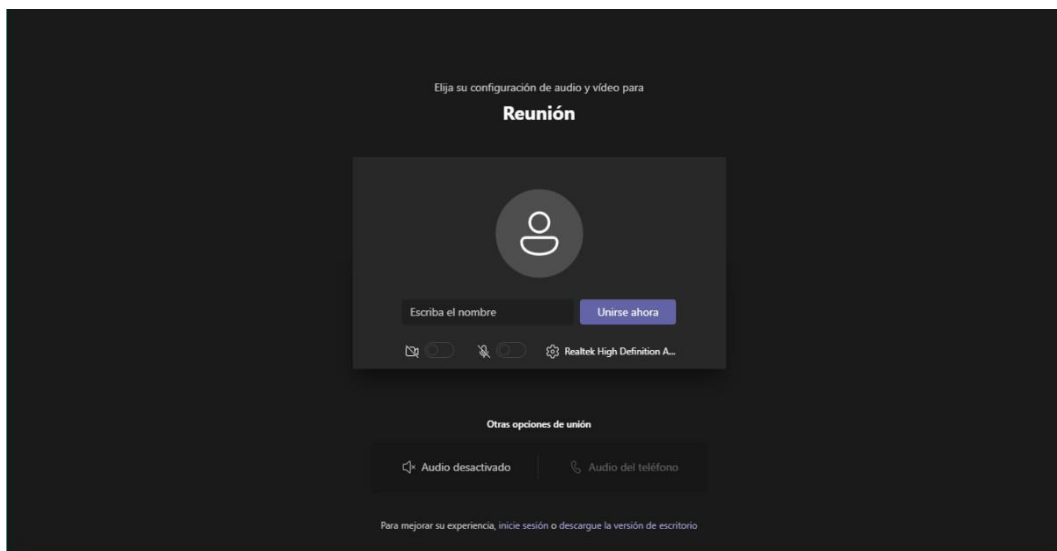 Elija su configuración de audio y vídeo para
Reunión
Escriba el nombre
Unirse ahora
Realtek High Definition A...
Otras opciones de unión
Audio desactivado
Audio del teléfono
Para mejorar su experiencia, inicie sesión o descargue la versión de escritorio